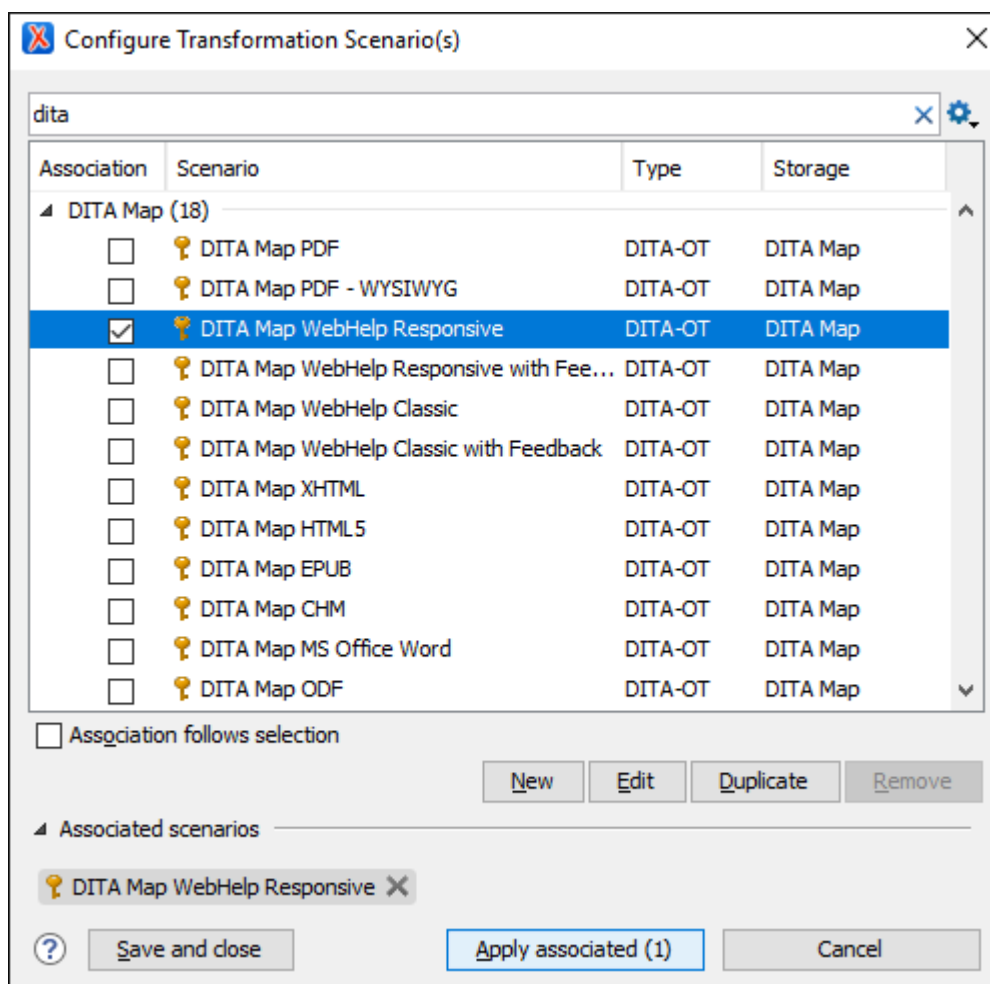 Configure Transformation Scenario(s)
dita
Association Scenario Type Storage
DITA Map (18)
DITA Map PDF DITA-OT DITA Map
DITA Map PDF - WYSIWYG DITA-OT DITA Map
DITA Map WebHelp Responsive DITA-OT DITA Map
DITA Map WebHelp Responsive with Fee... DITA-OT DITA Map
DITA Map WebHelp Classic DITA-OT DITA Map
DITA Map WebHelp Classic with Feedback DITA-OT DITA Map
DITA Map XHTML DITA-OT DITA Map
DITA Map HTML5 DITA-OT DITA Map
DITA Map EPUB DITA-OT DITA Map
DITA Map CHM DITA-OT DITA Map
DITA Map MS Office Word DITA-OT DITA Map
DITA Map ODF DITA-OT DITA Map
Association follows selection
New Edit Duplicate Remove
Associated scenarios
DITA Map WebHelp Responsive
? Save and close Apply associated (1) Cancel